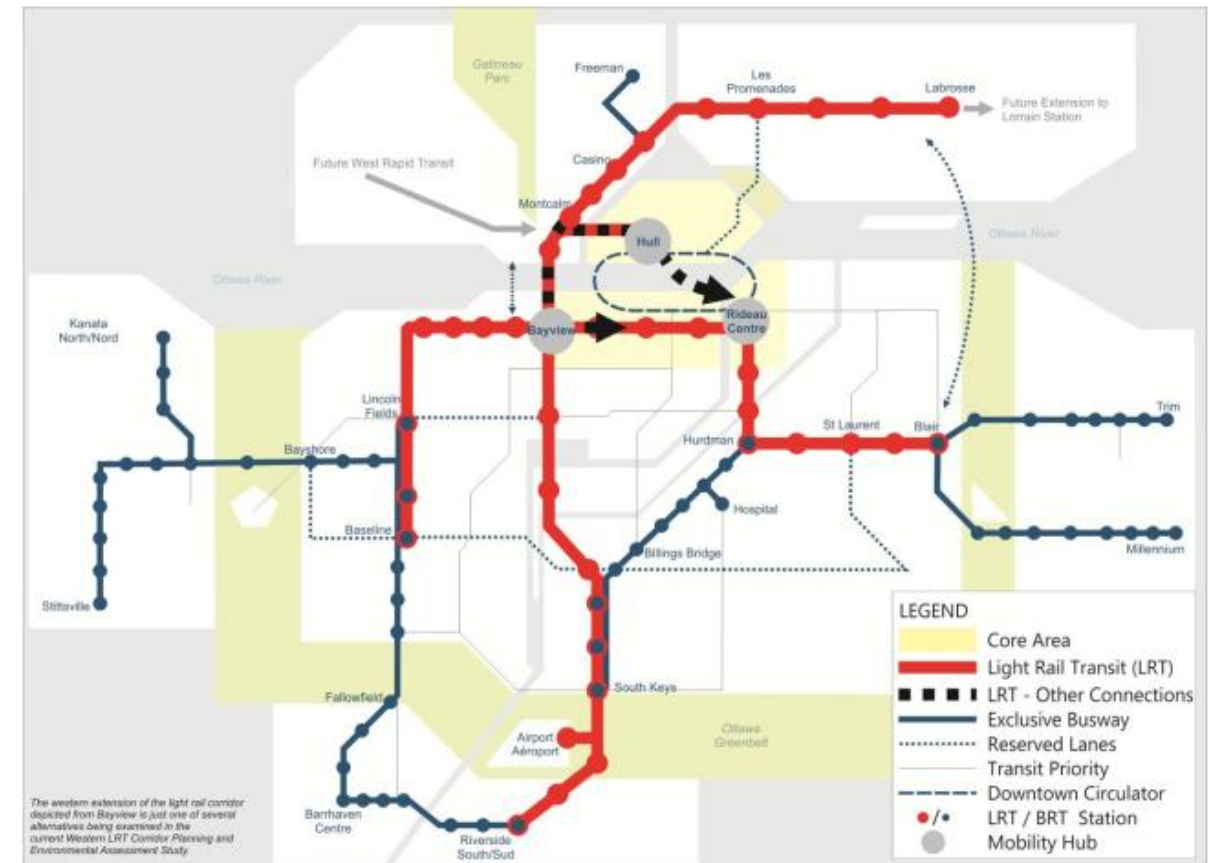 Gatineau
Parc
Freeman
Les
Promenades
Labrosse
Future Extension to
Lorrain Station
Casino
Future West Rapid Transit
Montcalm
Hull
Ottawa River
Ottawa River
Kanata
North/Nord
Bayview
Rideau
Centre
Lincoln
Fields
Trim
St Laurent
Blair
Hurdman
Bayshore
Hospital
Baseline
Billings Bridge
Millennium
Stittsville
LEGEND
Core Area
Light Rail Transit (LRT)
LRT - Other Connections
Exclusive Busway
Reserved Lanes
Transit Priority
Downtown Circulator
LRT / BRT Station
Mobility Hub
South Keys
Fallowfield
Airport
Aéroport
Ottawa
Greenbelt
The western extension of the light rail corridor
depicted from Bayview is just one of several
alternatives being examined in the
current Western LRT Corridor Planning and
Environmental Assessment Study.
Barrhaven
Centre
Riverside
South/Sud